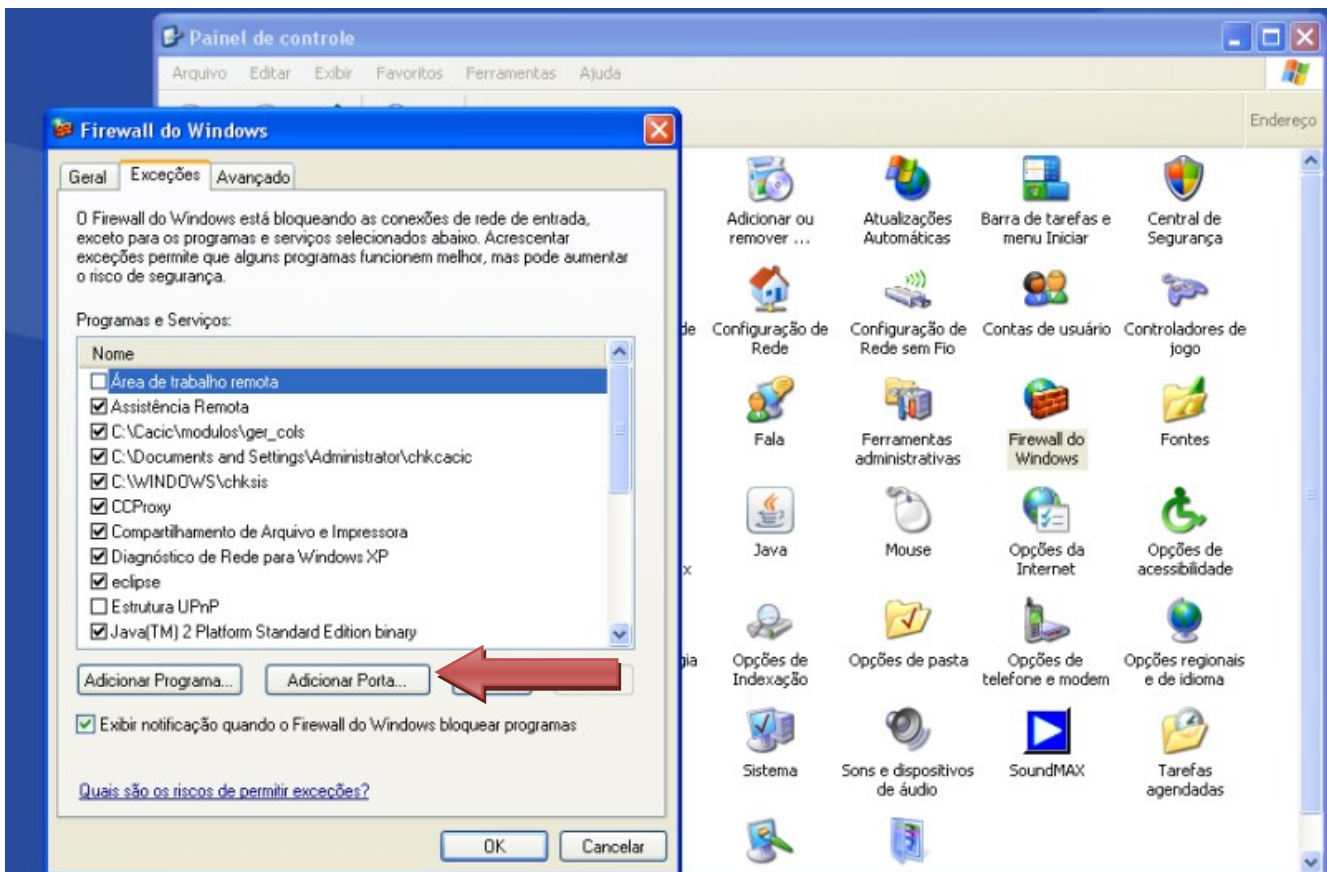 Painel de controle
Arquivo Editar Exibir Favoritos Ferramentas Ajuda
Endereço
Firewall do Windows
Geral Exceções Avançado
O Firewall do Windows está bloqueando as conexões de rede de entrada,
exceto para os programas e serviços selecionados abaixo. Acrescentar
exceções permite que alguns programas funcionem melhor, mas pode aumentar
o risco de segurança.
Programas e Serviços:
Nome
Área de trabalho remota
Assistência Remota
C:\Cacic\modulos\ger_cols
C:\Documents and Settings\Administrator\chkcacic
C:\WINDOWS\chksis
CCProxy
Compartilhamento de Arquivo e Impressora
Diagnóstico de Rede para Windows XP
eclipse
Estrutura UPnP
Java(TM) 2 Platform Standard Edition binary
Adicionar Programa... Adicionar Porta...
Exibir notificação quando o Firewall do Windows bloquear programas
Quais são os riscos de permitir exceções?
OK Cancelar
Adicionar ou
remover ...
Atualizações
Automáticas
Barra de tarefas e
menu Iniciar
Central de
Segurança
de
Configuração de
Rede
Configuração de
Rede sem Fio
Contas de usuário
Controladores de
jogo
Fala
Ferramentas
administrativas
Firewall do
Windows
Fontes
x
Java
Mouse
Opções da
Internet
Opções de
acessibilidade
gia
Opções de
Indexação
Opções de pasta
Opções de
telefone e modem
Opções regionais
e de idioma
Sistema
Sons e dispositivos
de áudio
SoundMAX
Tarefas
agendadas